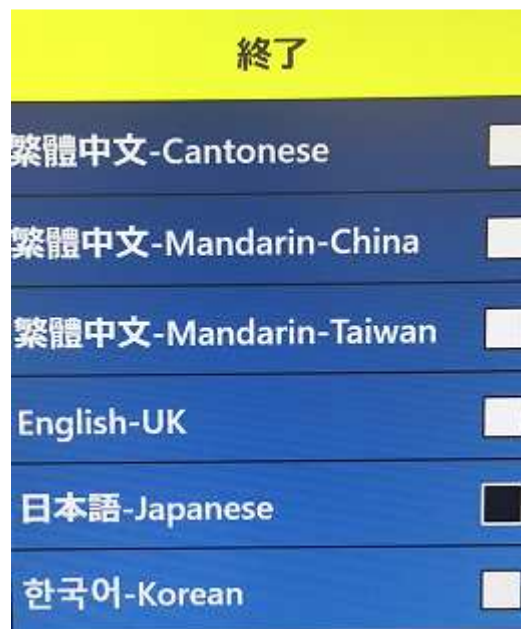 終了
繁體中文-Cantonese
繁體中文-Mandarin-China
繁體中文-Mandarin-Taiwan
English-UK
日本語-Japanese
한국어-Korean